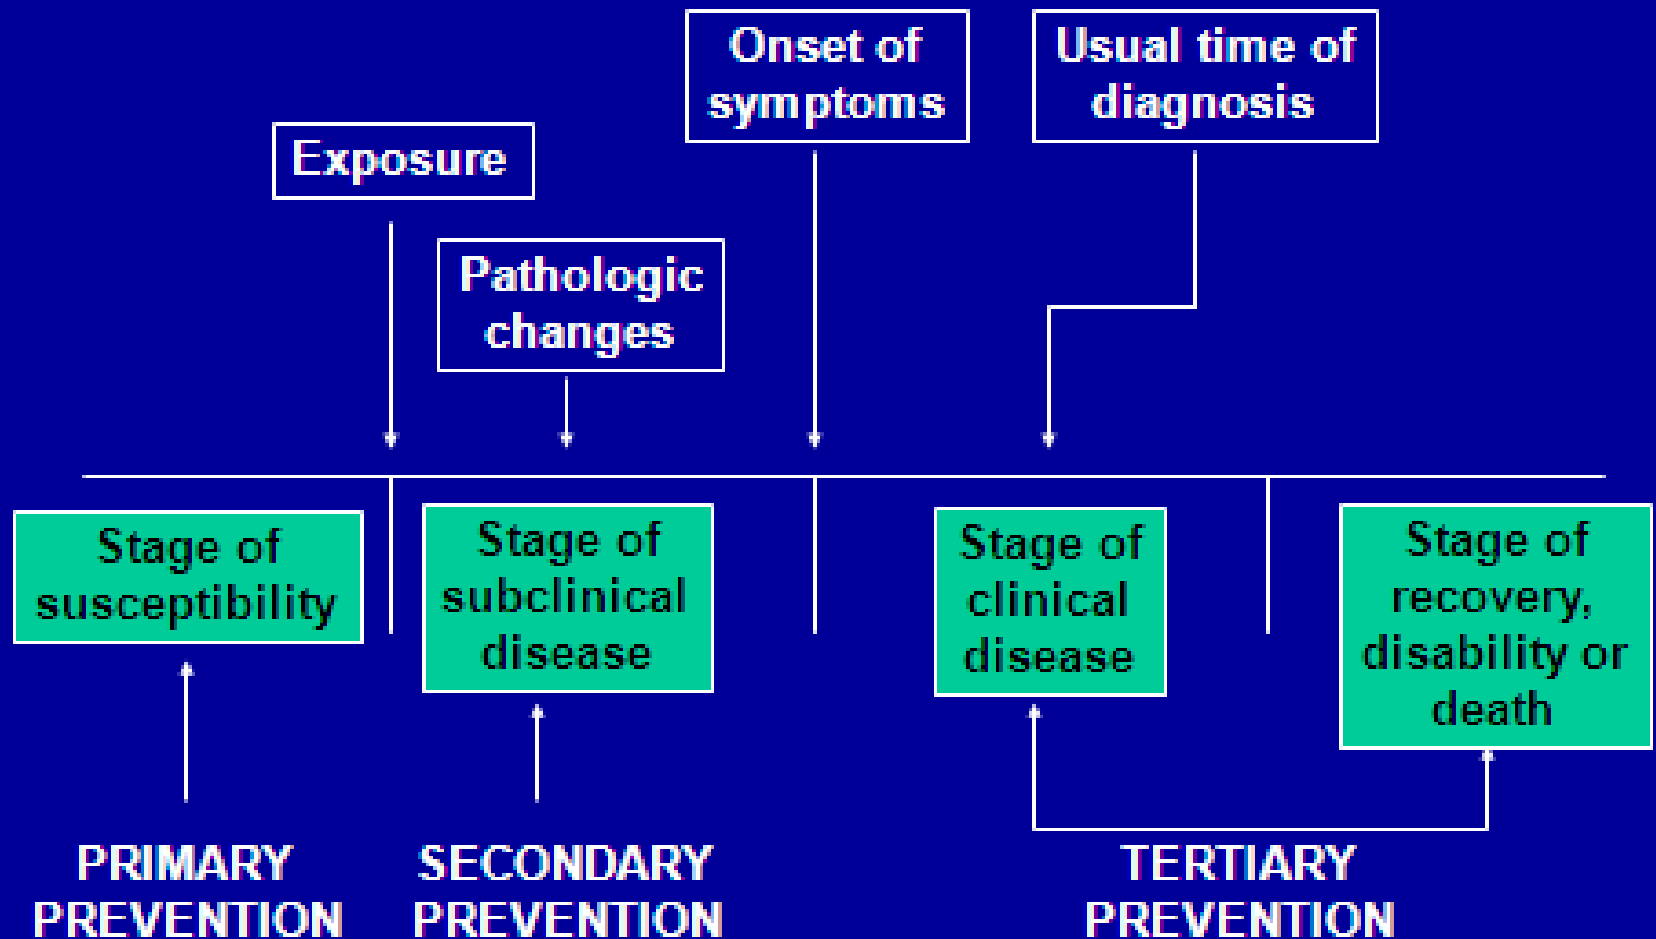 Onset of
symptoms
Usual time of
diagnosis
Exposure
Pathologic
changes
Stage of
susceptibility
Stage of
subclinical
disease
Stage of
clinical
disease
Stage of
recovery,
disability or
death
PRIMARY
PREVENTION
SECONDARY
PREVENTION
TERTIARY
PREVENTION